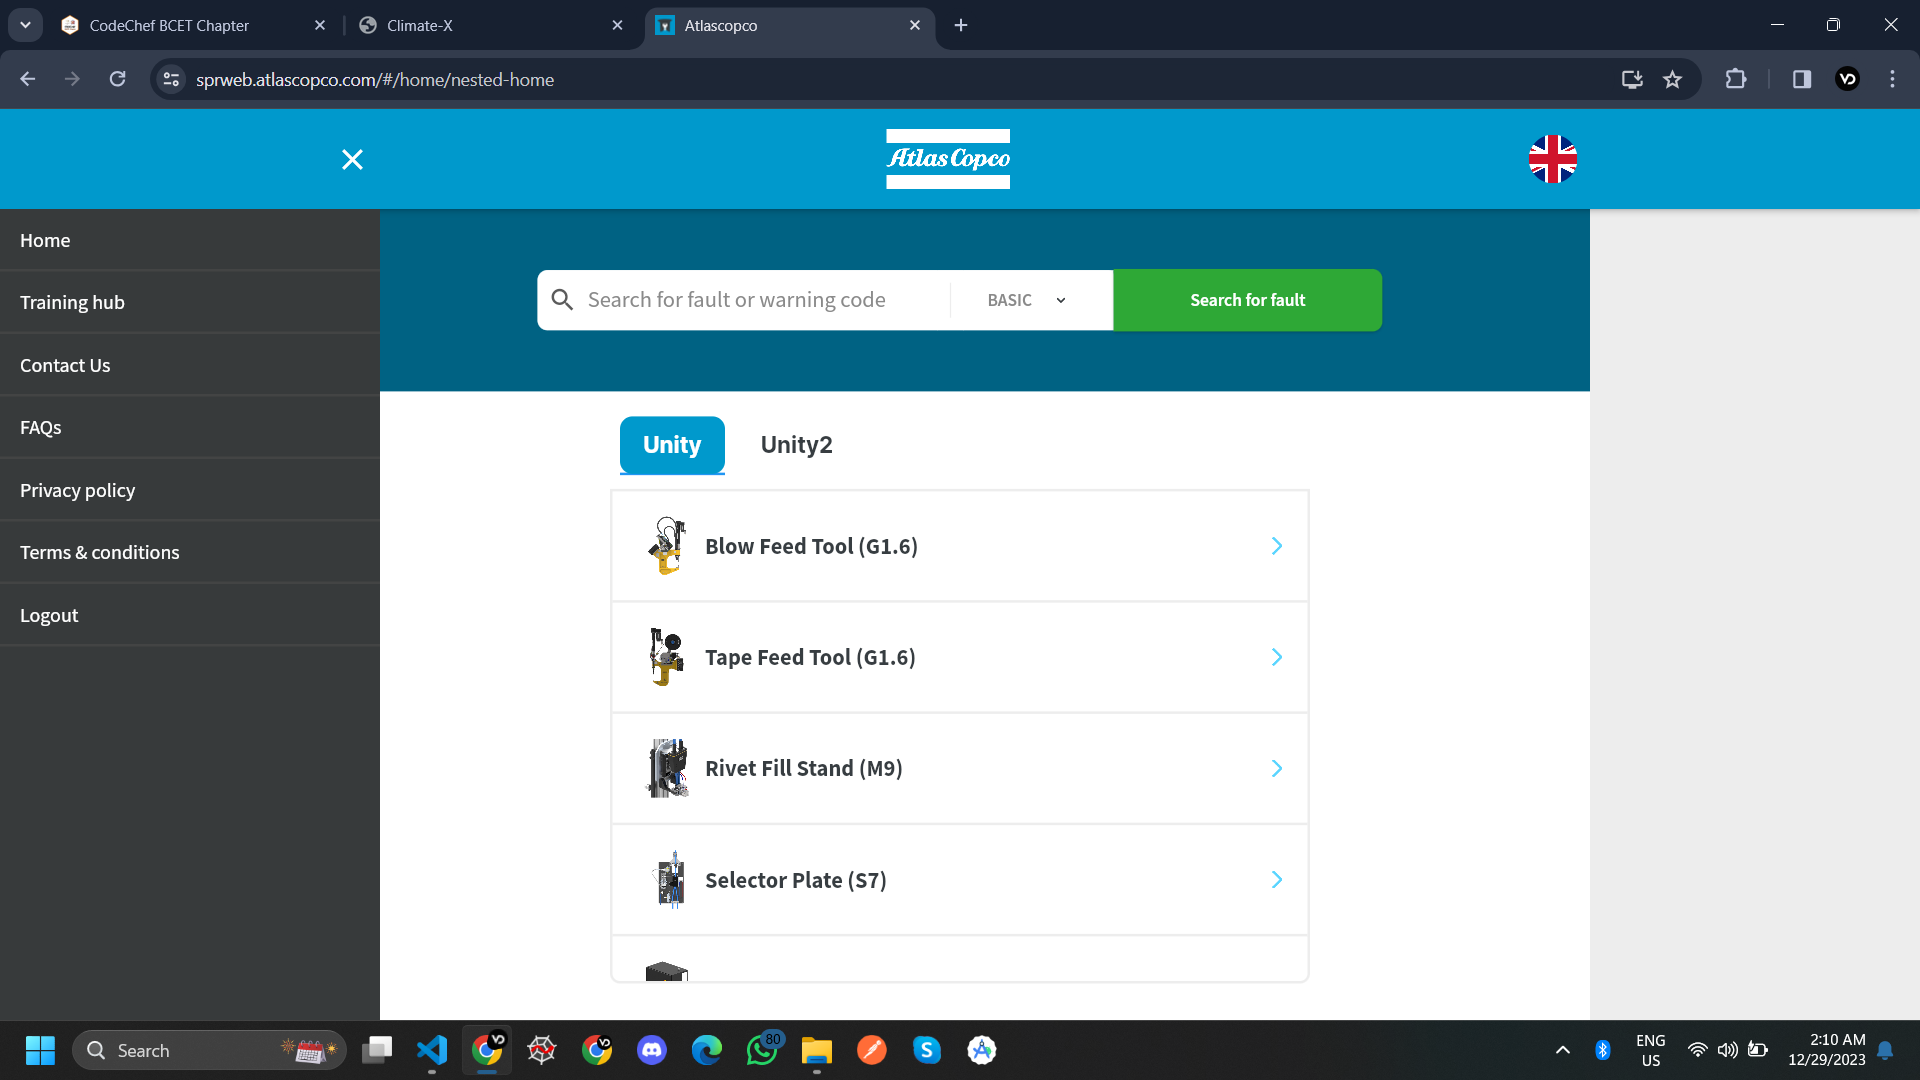 CodeChef BCET Chapter
Climate-X
Atlascopco
sprweb.atlascopco.com/#/home/nested-home
VD
Atlas Copco
Home
Training hub
Contact Us
FAQs
Privacy policy
Terms & conditions
Logout
Search for fault or warning code
BASIC
Search for fault
Unity
Unity2
Blow Feed Tool (G1.6)
Tape Feed Tool (G1.6)
Rivet Fill Stand (M9)
Selector Plate (S7)
Search
VD
VD
80
S
ENG
US
2:10 AM
12/29/2023